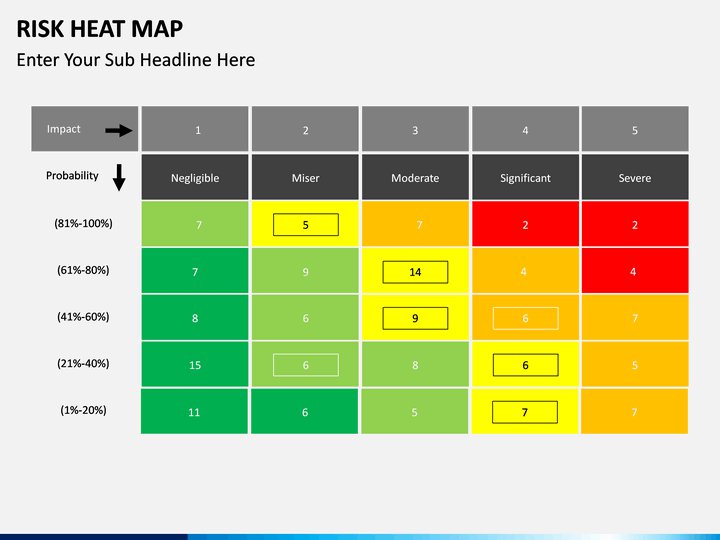 RISK HEAT MAP
Enter Your Sub Headline Here
Impact 1 2 3 4 5
Probability Negligible Miser Moderate Significant Severe
(81%-100%) 7 5 7 2 2
(61%-80%) 7 9 14 4 4
(41%-60%) 8 6 9 6 7
(21%-40%) 15 6 8 6 5
(1%-20%) 11 6 5 7 7